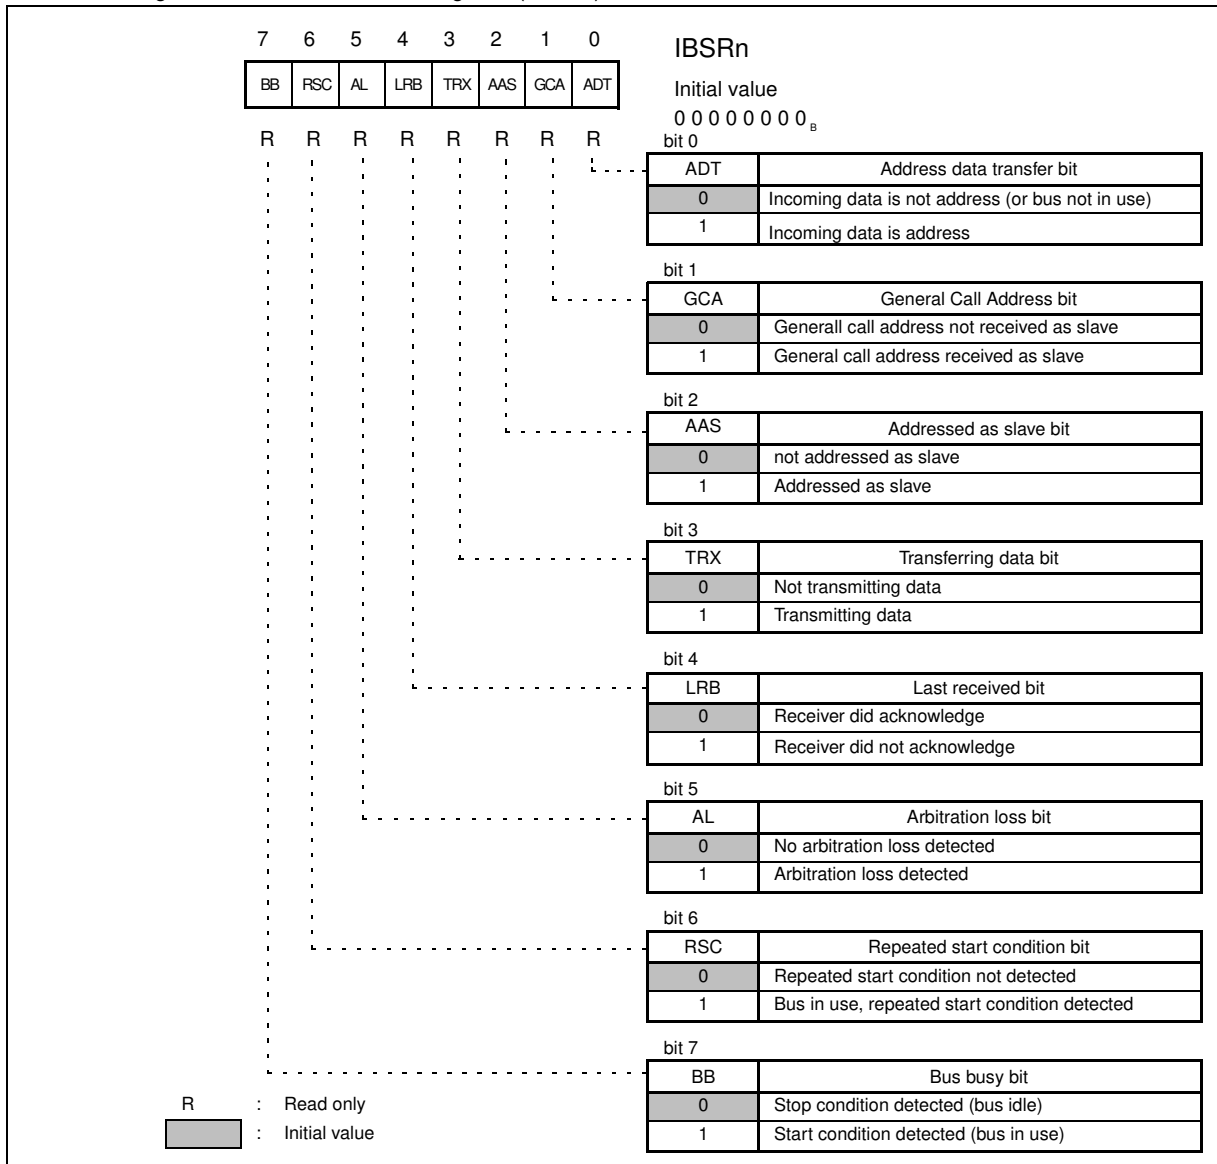 7 6 5 4 3 2 1 0
IBSRn
BB RSC AL LRB TRX AAS GCA ADT
Initial value
0 0 0 0 0 0 0 0 B
R R R R R R R R
bit 0
ADT Address data transfer bit
0 Incoming data is not address (or bus not in use)
1 Incoming data is address
bit 1
GCA General Call Address bit
0 Generall call address not received as slave
1 General call address received as slave
bit 2
AAS Addressed as slave bit
0 not addressed as slave
1 Addressed as slave
bit 3
TRX Transferring data bit
0 Not transmitting data
1 Transmitting data
bit 4
LRB Last received bit
0 Receiver did acknowledge
1 Receiver did not acknowledge
bit 5
AL Arbitration loss bit
0 No arbitration loss detected
1 Arbitration loss detected
bit 6
RSC Repeated start condition bit
0 Repeated start condition not detected
1 Bus in use, repeated start condition detected
bit 7
BB Bus busy bit
0 Stop condition detected (bus idle)
1 Start condition detected (bus in use)
R : Read only
: Initial value